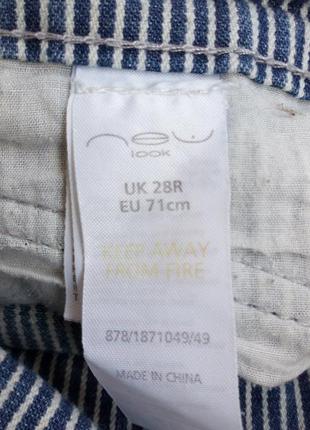 new
look
UK 28R
EU 71cm
KEEP AWAY
FROM FIRE
878/1871049/49
MADE IN CHINA